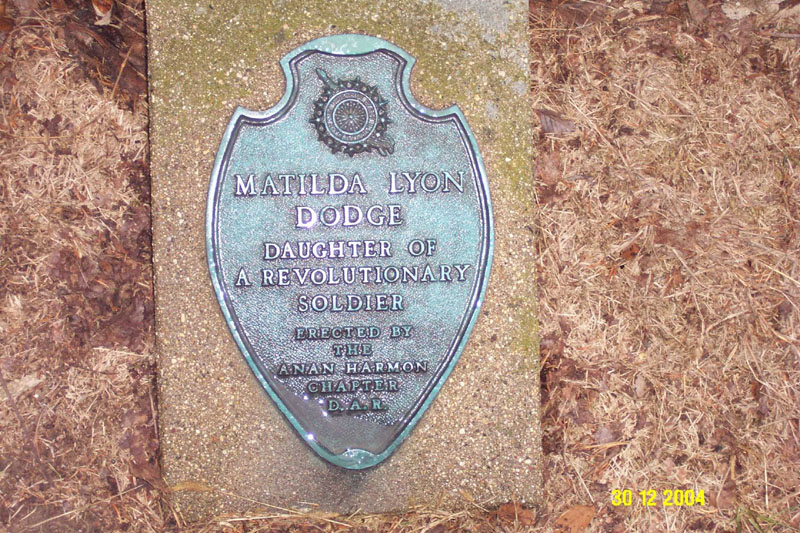 MATILDA LYON
DODGE
DAUGHTER OF
A REVOLUTIONARY
SOLDIER
ERECTED BY
THE
ANAN HARMON
CHAPTER
D. A. R.
30 12 2004